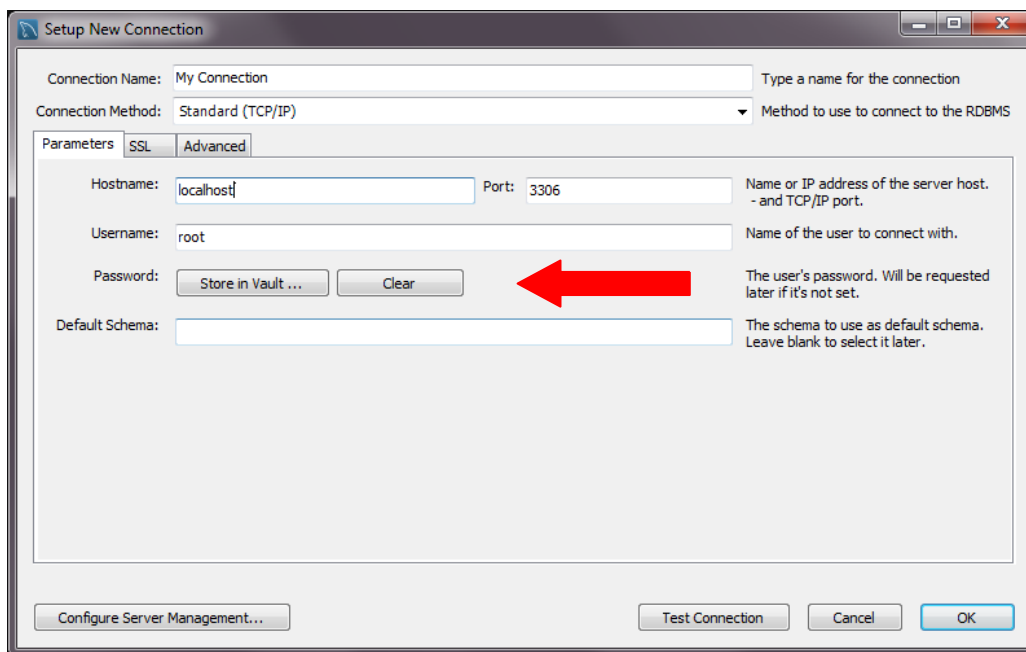 Setup New Connection
Connection Name: My Connection Type a name for the connection
Connection Method: Standard (TCP/IP) Method to use to connect to the RDBMS
Parameters SSL Advanced
Hostname: localhost Port: 3306 Name or IP address of the server host.
- and TCP/IP port.
Username: root Name of the user to connect with.
Password: Store in Vault ... Clear The user's password. Will be requested
later if it's not set.
Default Schema: The schema to use as default schema.
Leave blank to select it later.
Configure Server Management... Test Connection Cancel OK